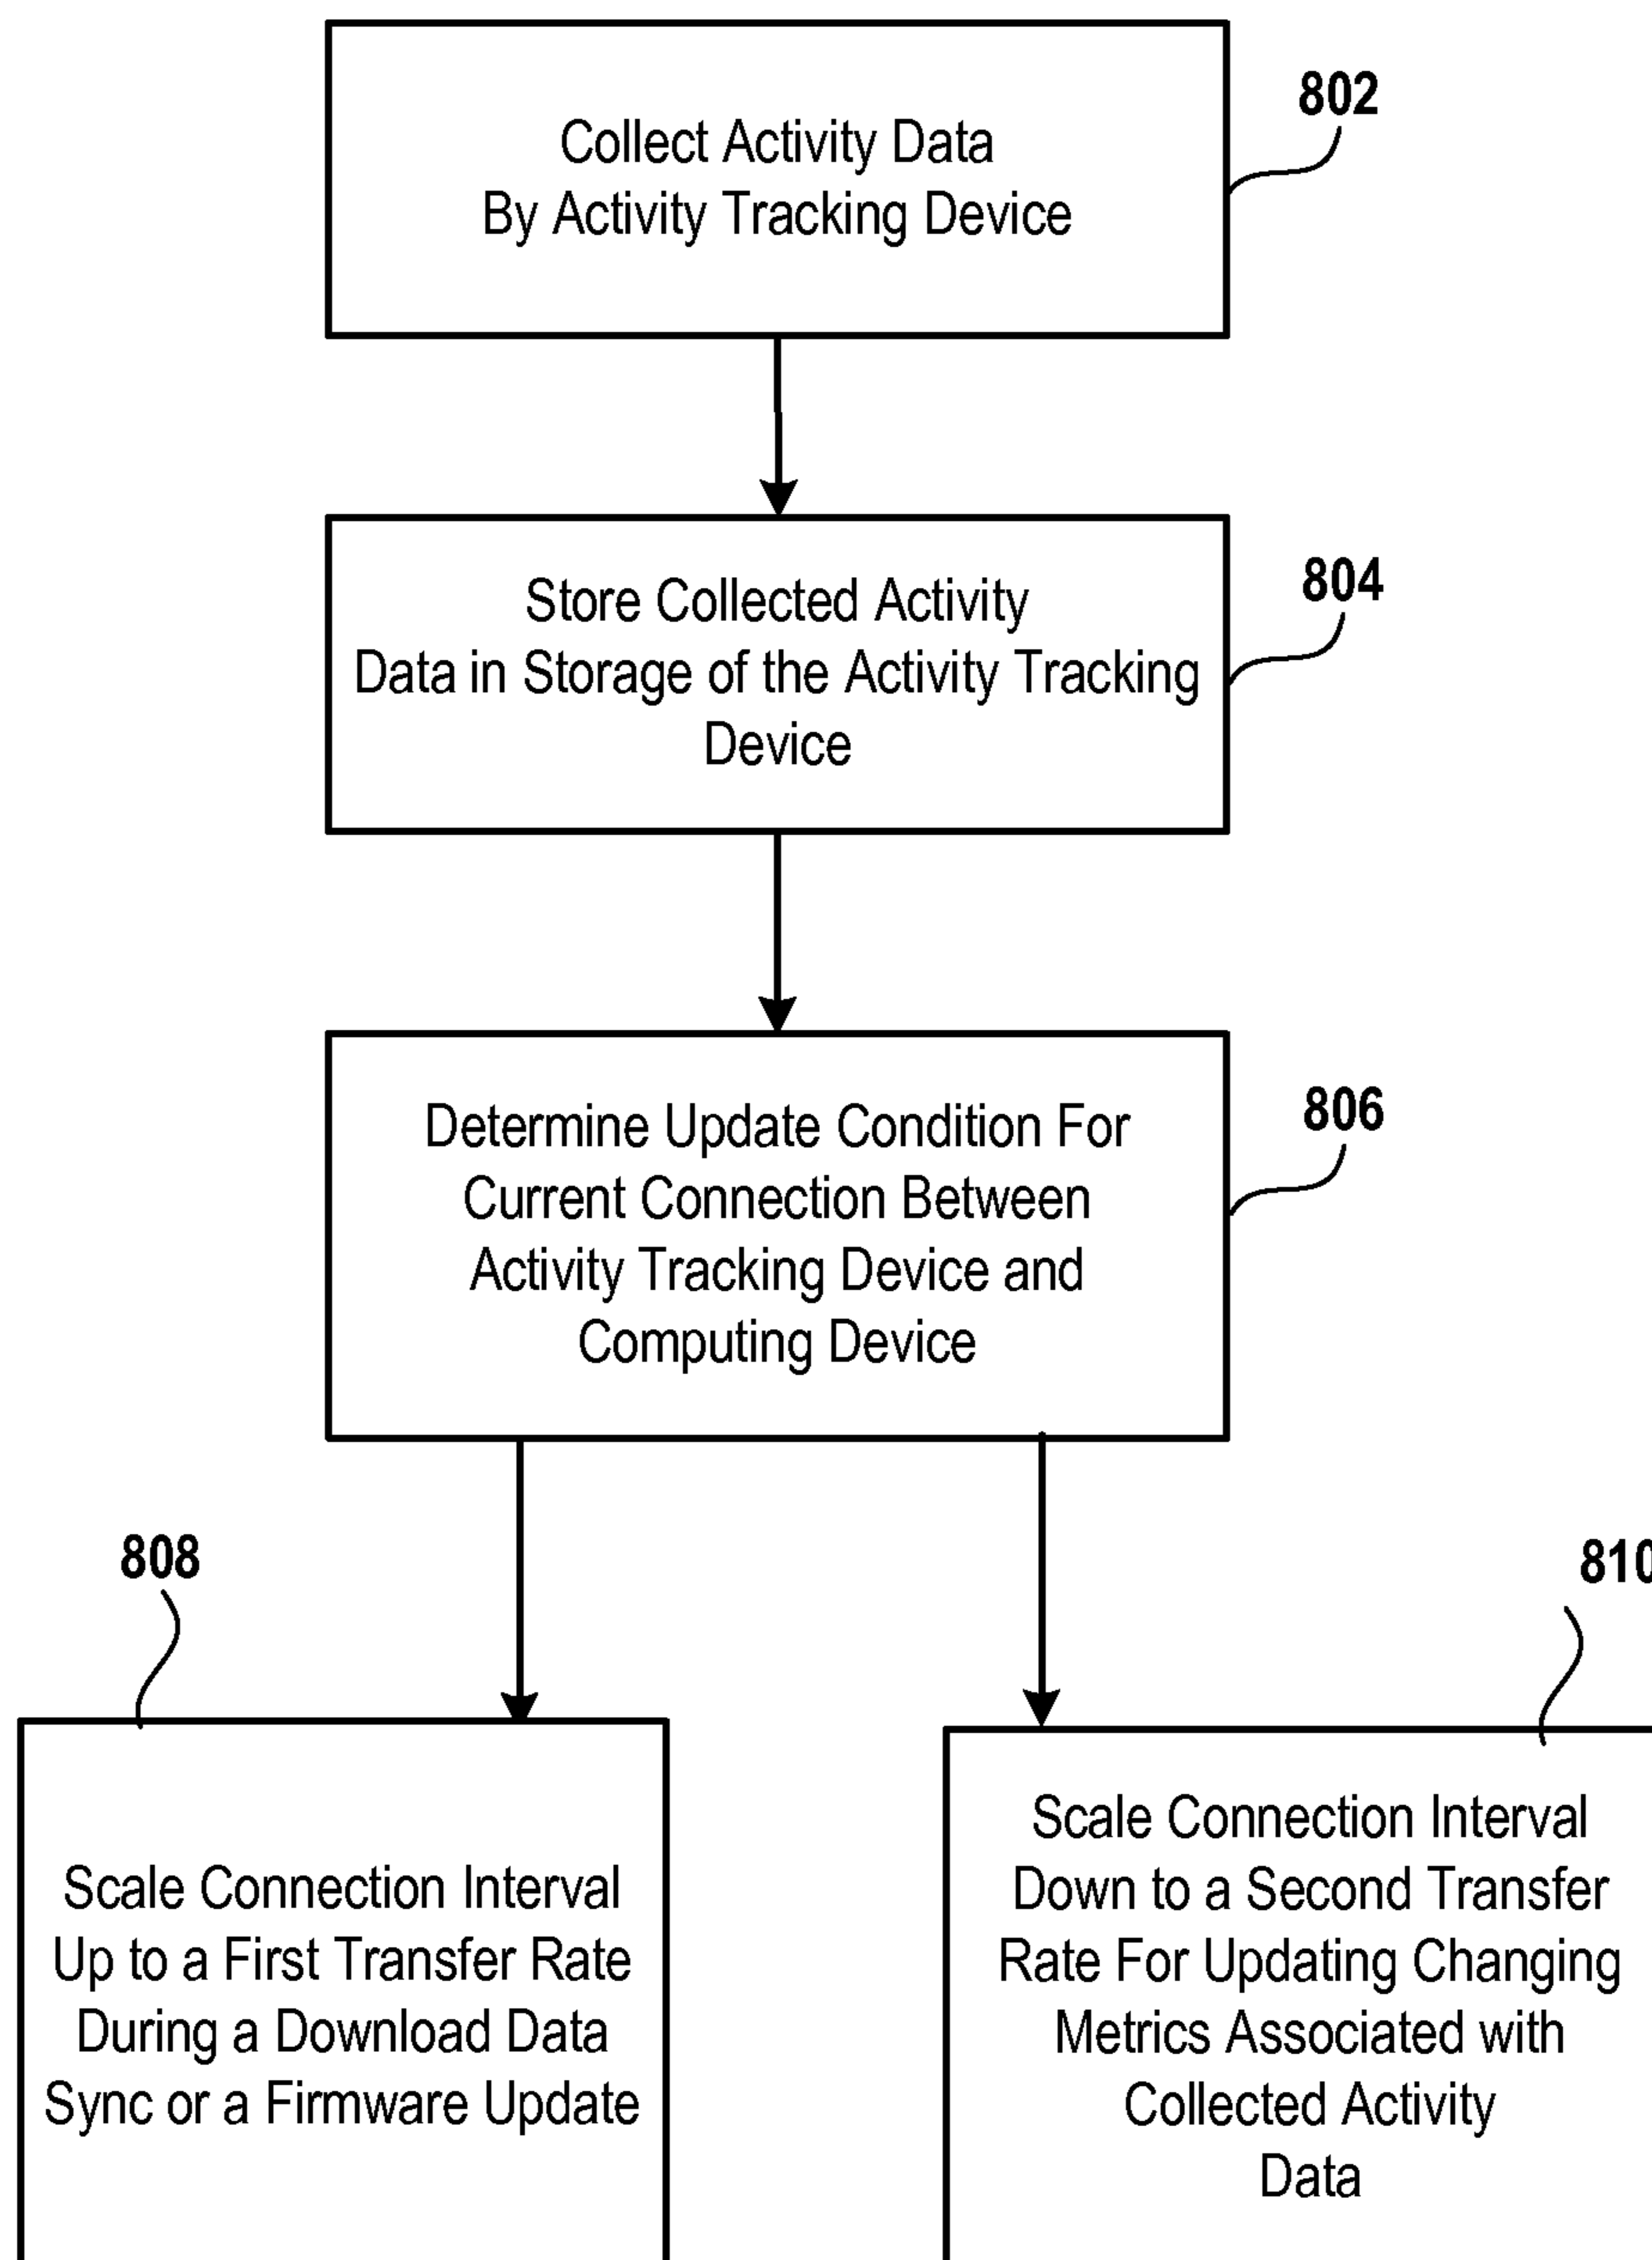 802
Collect Activity Data
By Activity Tracking Device
804
Store Collected Activity
Data in Storage of the Activity Tracking
Device
806
Determine Update Condition For
Current Connection Between
Activity Tracking Device and
Computing Device
808
Scale Connection Interval
Up to a First Transfer Rate
During a Download Data
Sync or a Firmware Update
810
Scale Connection Interval
Down to a Second Transfer
Rate For Updating Changing
Metrics Associated with
Collected Activity
Data